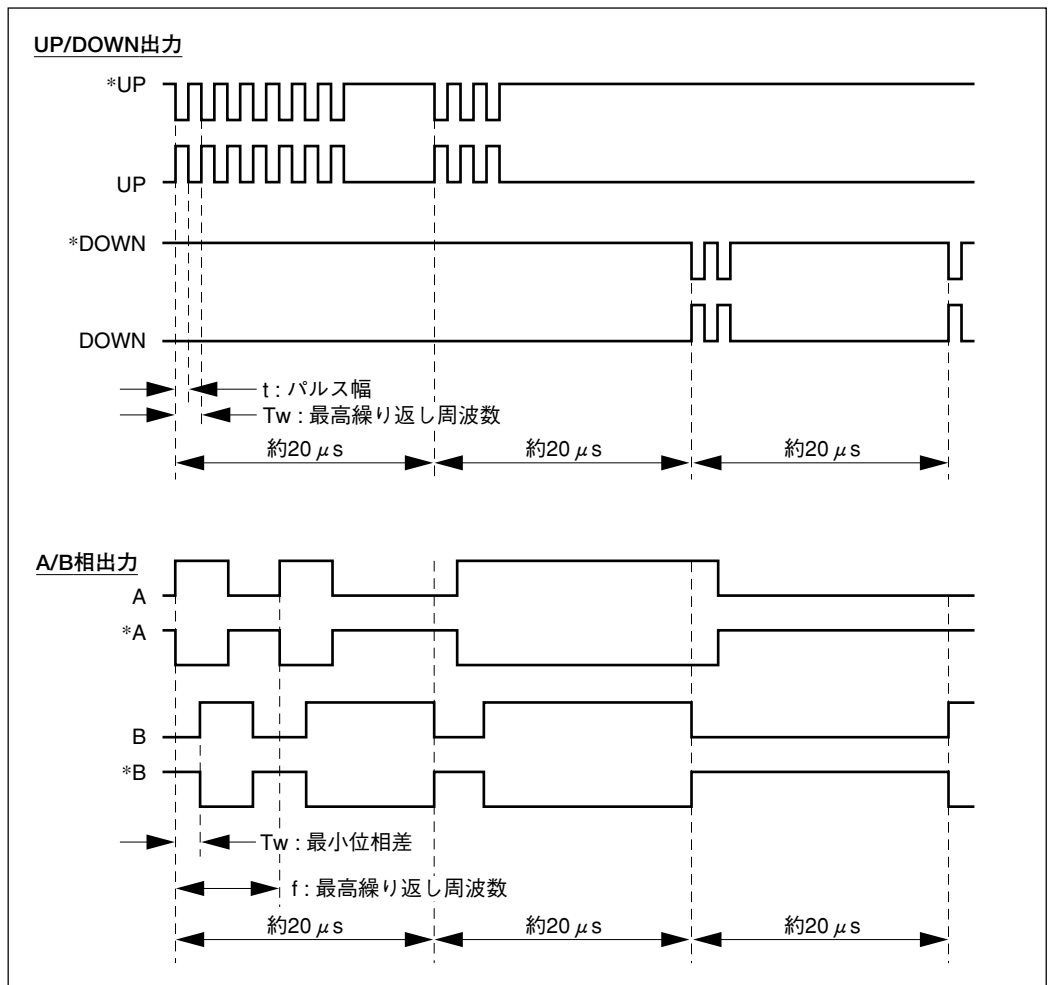 UP/DOWN出力
*UP
UP
*DOWN
DOWN
t : パルス幅
Tw : 最高繰り返し周波数
約20 μs 約20 μs 約20 μs
A/B相出力
A
*A
B
*B
Tw : 最小位相差
f : 最高繰り返し周波数
約20 μs 約20 μs 約20 μs